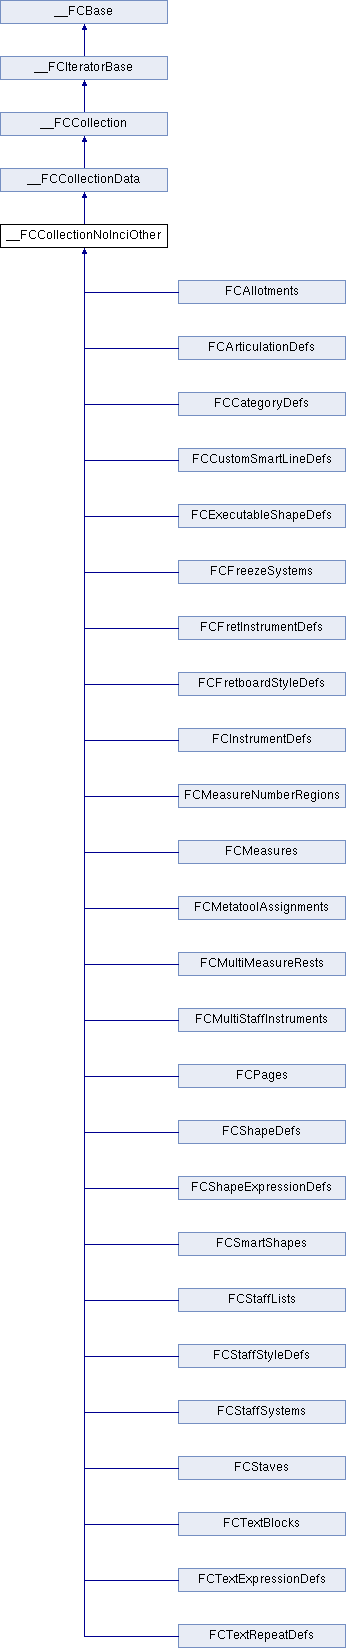 __FCBase
__FCIteratorBase
__FCCollection
__FCCollectionData
__FCCollectionNoInciOther
FCAllotments
FCArticulationDefs
FCCategoryDefs
FCCustomSmartLineDefs
FCExecutableShapeDefs
FCFreezeSystems
FCFretInstrumentDefs
FCFretboardStyleDefs
FCInstrumentDefs
FCMeasureNumberRegions
FCMeasures
FCMetatoolAssignments
FCMultiMeasureRests
FCMultiStaffInstruments
FCPages
FCShapeDefs
FCShapeExpressionDefs
FCSmartShapes
FCStaffLists
FCStaffStyleDefs
FCStaffSystems
FCStaves
FCTextBlocks
FCTextExpressionDefs
FCTextRepeatDefs